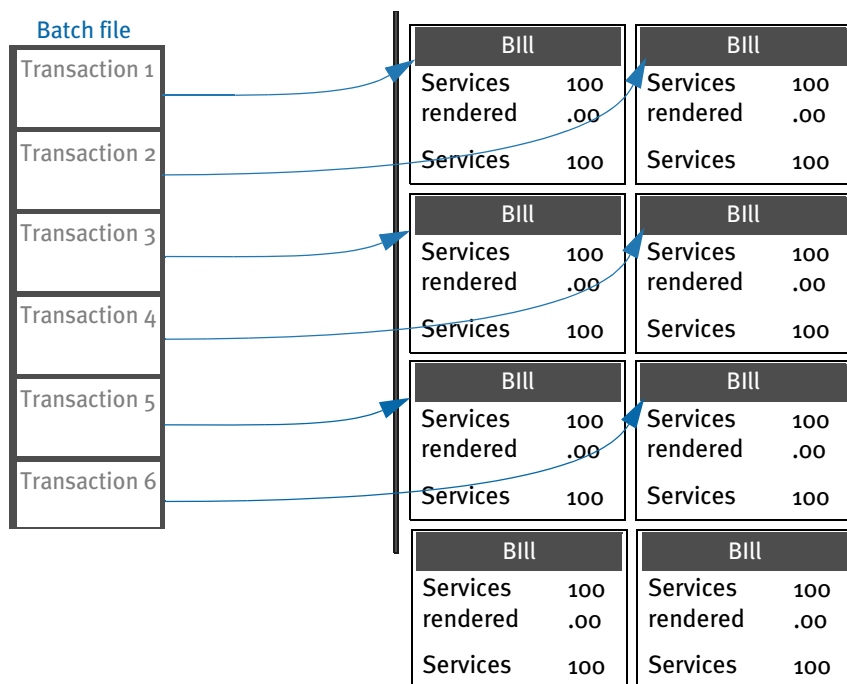 Batch file
Transaction 1
Transaction 2
Transaction 3
Transaction 4
Transaction 5
Transaction 6
BIll
Services 100
rendered .00
Services 100
BIll
Services 100
rendered .00
Services 100
BIll
Services 100
rendered .00
Services 100
BIll
Services 100
rendered .00
Services 100
BIll
Services 100
rendered .00
Services 100
BIll
Services 100
rendered .00
Services 100
BIll
Services 100
rendered .00
Services 100
BIll
Services 100
rendered .00
Services 100